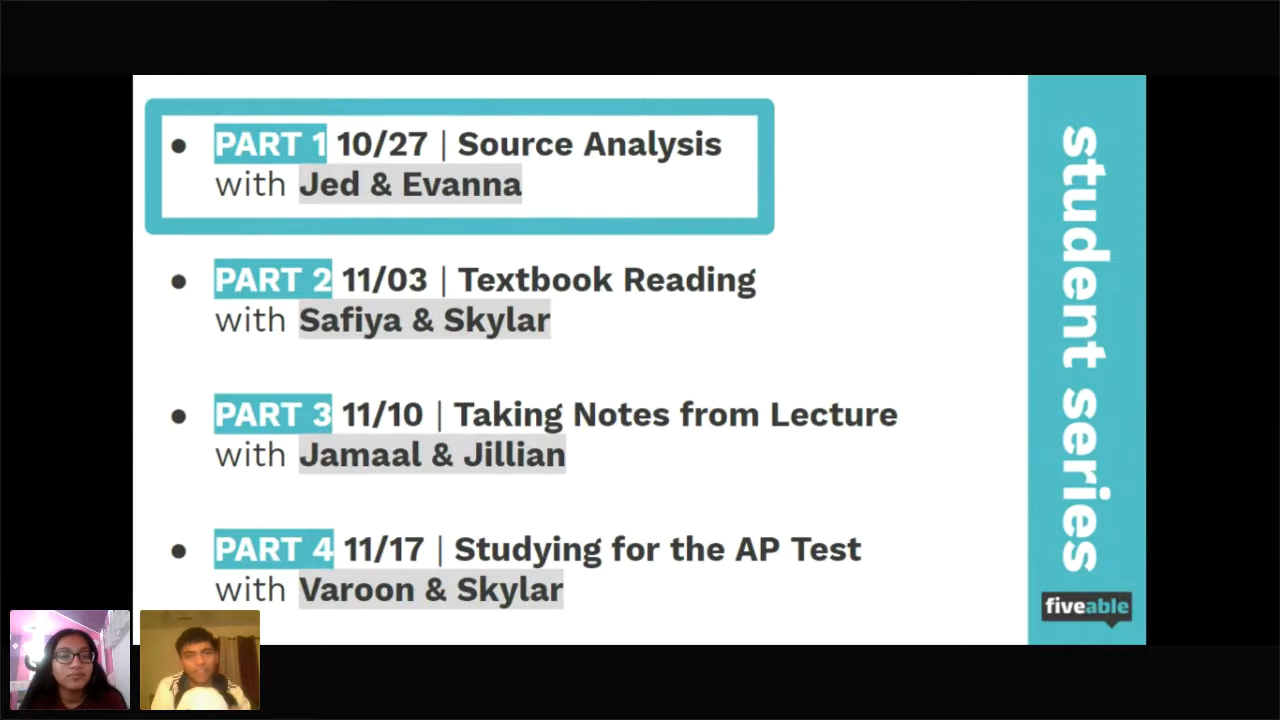 PART 1 10/27 | Source Analysis
with Jed & Evanna
PART 2 11/03 | Textbook Reading
with Safiya & Skylar
PART 3 11/10 | Taking Notes from Lecture
with Jamaal & Jillian
PART 4 11/17 | Studying for the AP Test
with Varoon & Skylar
student series
fiveable